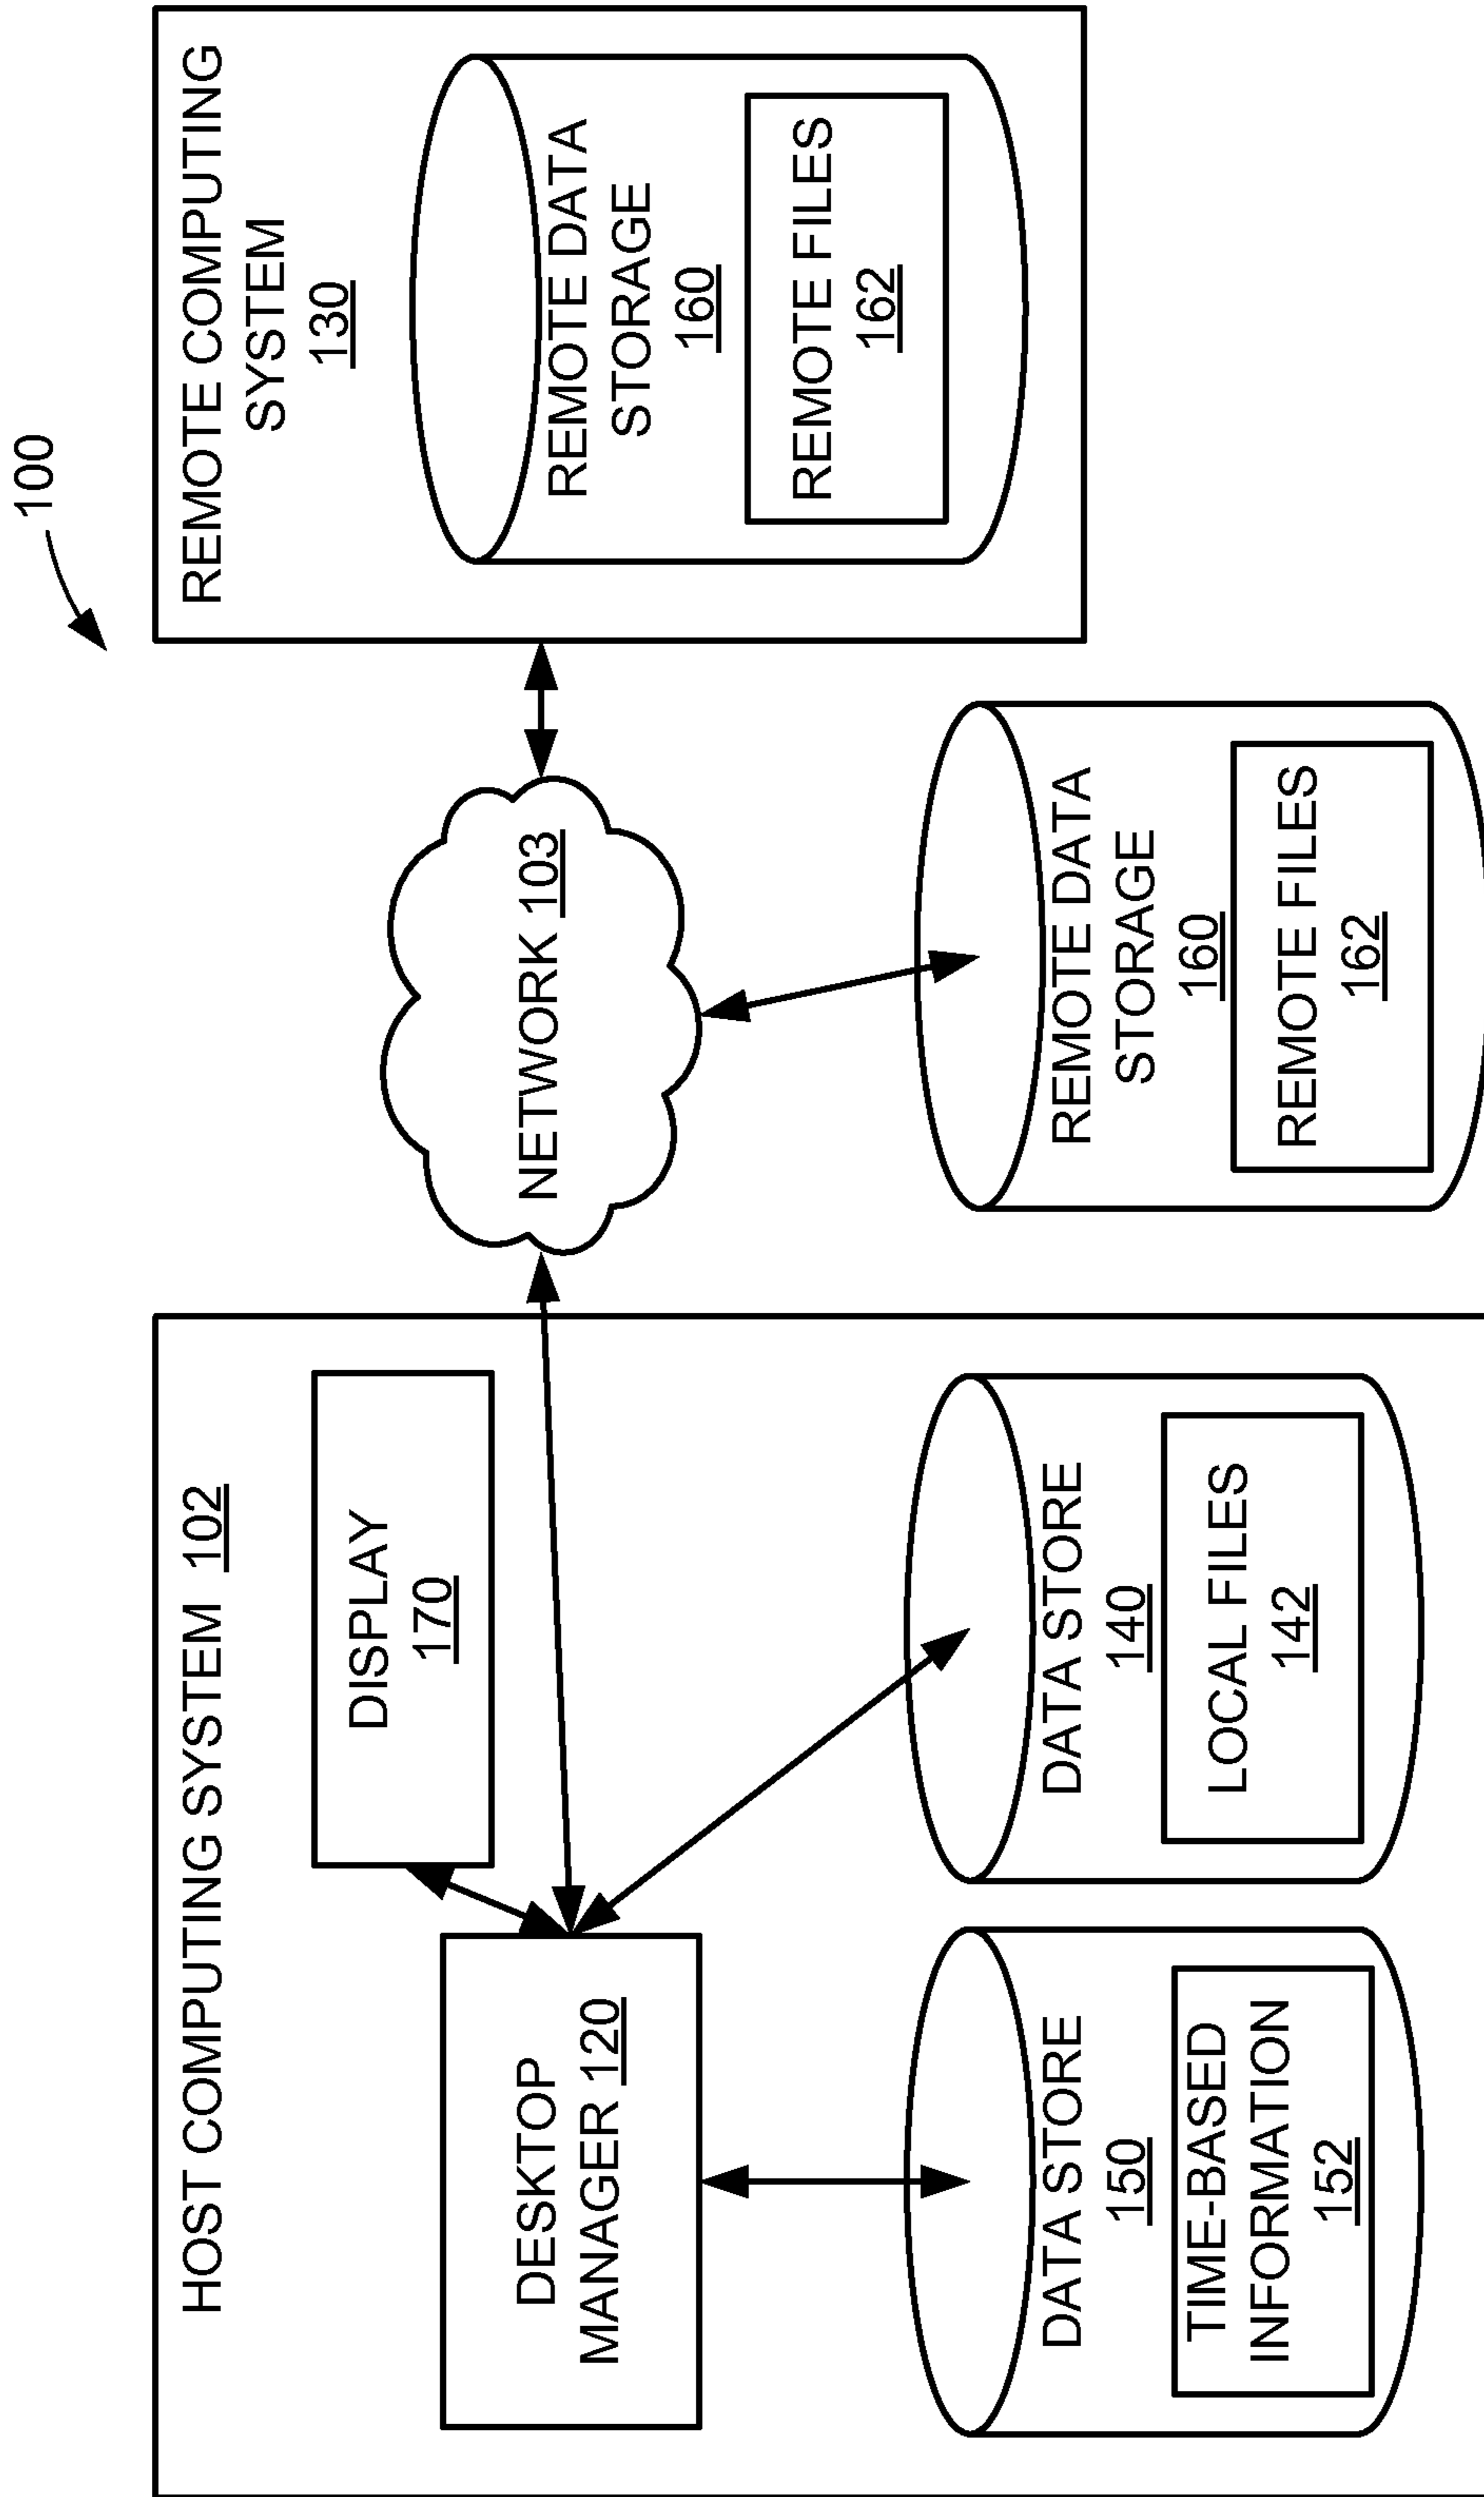 100
HOST COMPUTING SYSTEM 102
DISPLAY
170
DESKTOP
MANAGER 120
DATA STORE
150
TIME-BASED
INFORMATION
152
DATA STORE
140
LOCAL FILES
142
NETWORK 103
REMOTE DATA
STORAGE
160
REMOTE FILES
162
REMOTE COMPUTING
SYSTEM
130
REMOTE DATA
STORAGE
160
REMOTE FILES
162